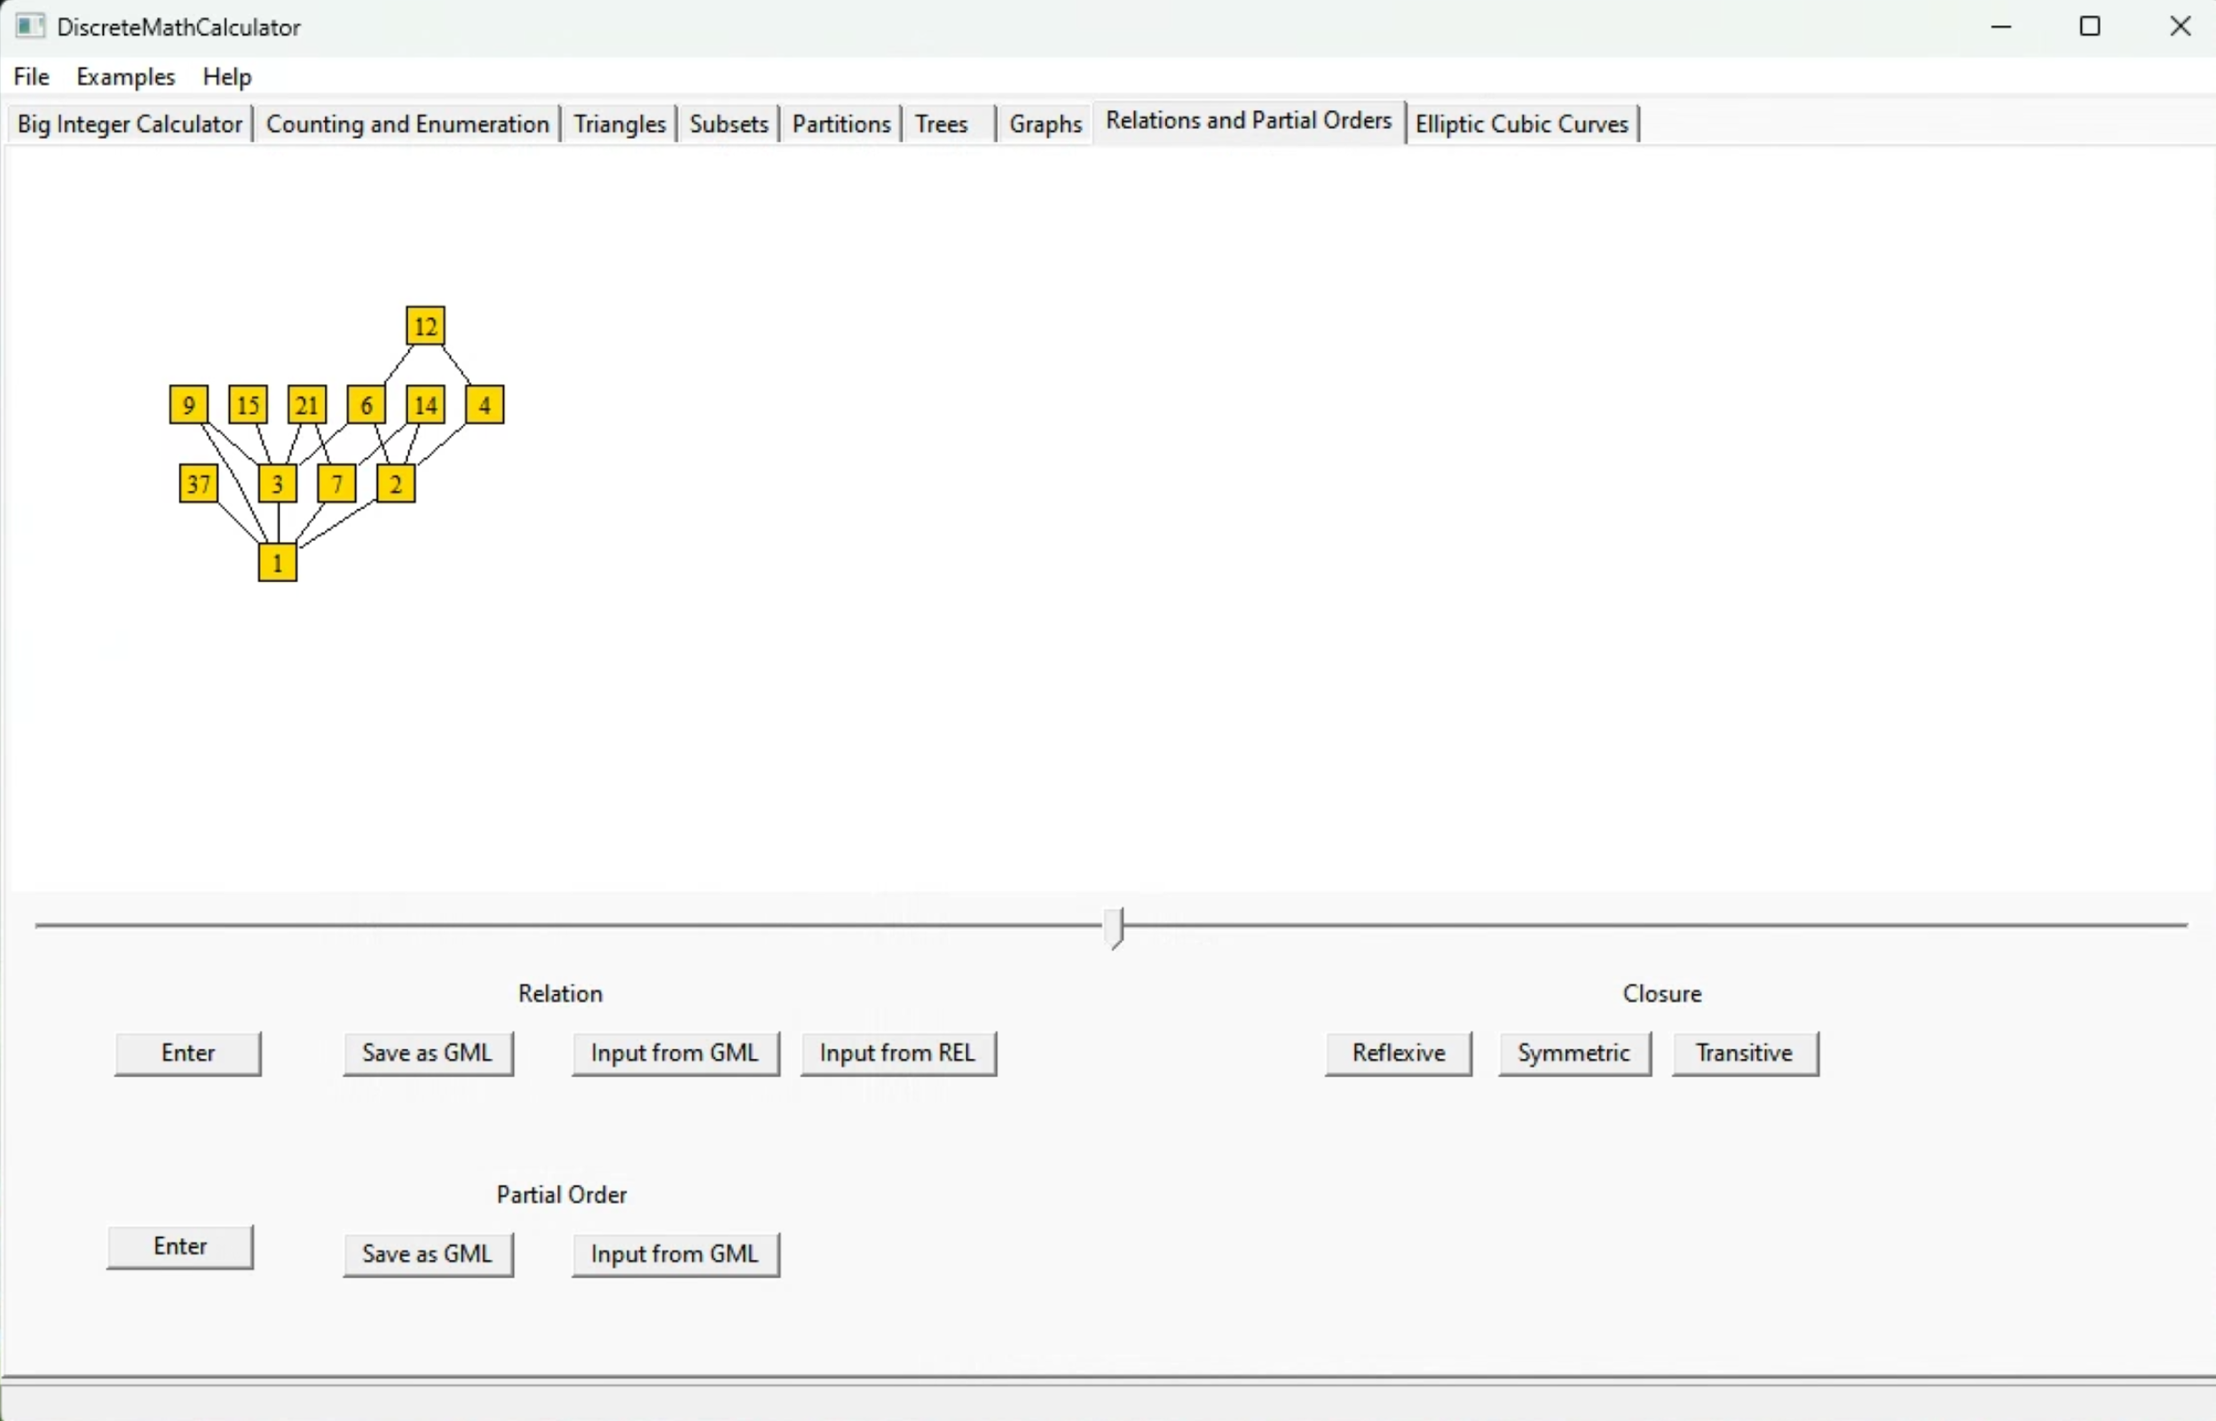 DiscreteMathCalculator
File Examples Help
Big Integer Calculator Counting and Enumeration Triangles Subsets Partitions Trees Graphs Relations and Partial Orders Elliptic Cubic Curves
12
9 15 21 6 14 4
37 3 7 2
1
Relation Closure
Enter Save as GML Input from GML Input from REL Reflexive Symmetric Transitive
Partial Order
Enter Save as GML Input from GML